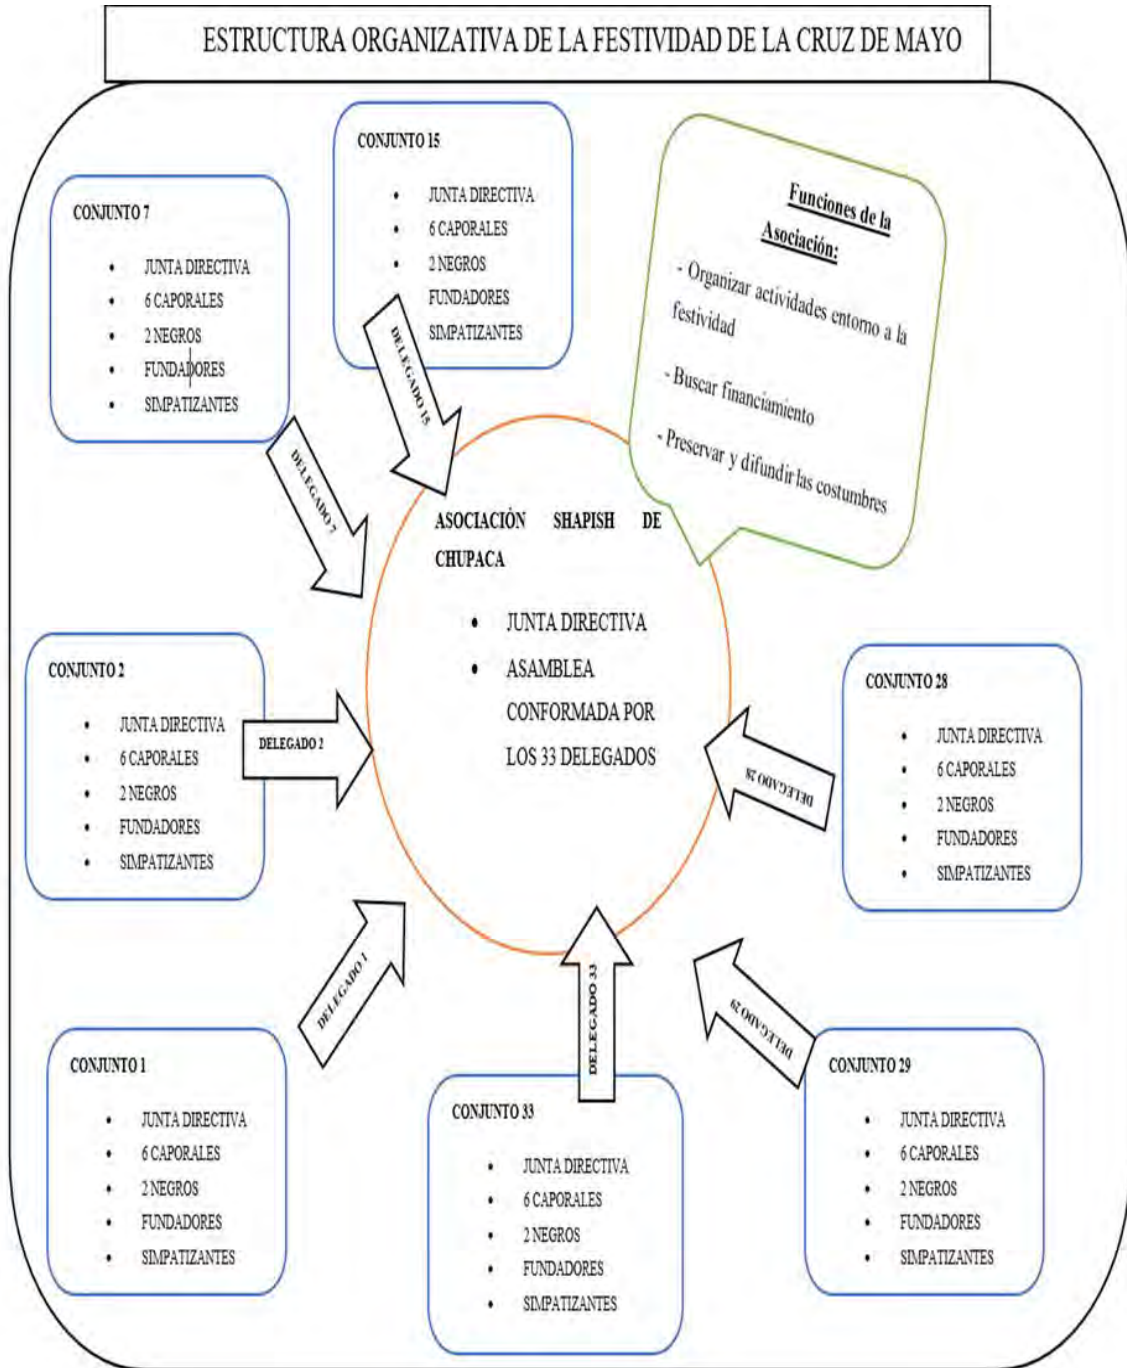 ESTRUCTURA ORGANIZATIVA DE LA FESTIVIDAD DE LA CRUZ DE MAYO
CONJUNTO 15
• JUNTA DIRECTIVA
• 6 CAPORALES
• 2 NEGROS
FUNDADORES
SIMPATIZANTES
DELEGADO 15
CONJUNTO 7
• JUNTA DIRECTIVA
• 6 CAPORALES
• 2 NEGROS
• FUNDADORES
• SIMPATIZANTES
DELEGADO 7
Funciones de la
Asociación:
- Organizar actividades entorno a la
festividad
- Buscar financiamiento
- Preservar y difundir las costumbres
ASOCIACIÓN SHAPISH DE
CHUPACA
• JUNTA DIRECTIVA
• ASAMBLEA
CONFORMADA POR
LOS 33 DELEGADOS
CONJUNTO 2
• JUNTA DIRECTIVA
• 6 CAPORALES
• 2 NEGROS
• FUNDADORES
• SIMPATIZANTES
DELEGADO 2
CONJUNTO 28
• JUNTA DIRECTIVA
• 6 CAPORALES
• 2 NEGROS
• FUNDADORES
• SIMPATIZANTES
DELEGADO 28
CONJUNTO 1
• JUNTA DIRECTIVA
• 6 CAPORALES
• 2 NEGROS
• FUNDADORES
• SIMPATIZANTES
DELEGADO 1
CONJUNTO 33
• JUNTA DIRECTIVA
• 6 CAPORALES
• 2 NEGROS
• FUNDADORES
• SIMPATIZANTES
DELEGADO 33
CONJUNTO 29
• JUNTA DIRECTIVA
• 6 CAPORALES
• 2 NEGROS
• FUNDADORES
• SIMPATIZANTES
DELEGADO 29